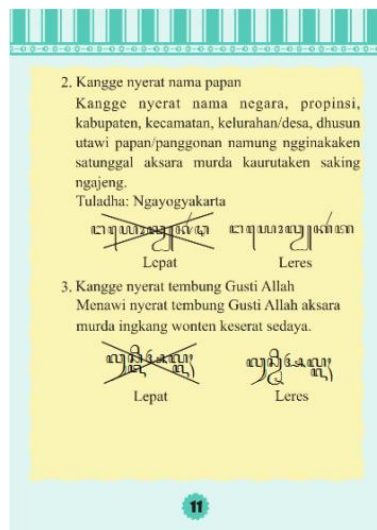 2. Kangge nyerat nama papan
Kangge nyerat nama negara, propinsi,
kabupaten, kecamatan, kelurahan/desa, dhusun
utawi papan/panggonan namung ngginakaken
satunggal aksara murda kaurutaken saking
ngajeng.
Tuladha: Ngayogyakarta
Lepat Leres
3. Kangge nyerat tembung Gusti Allah
Menawi nyerat tembung Gusti Allah aksara
murda ingkang wonten keserat sedaya.
Lepat Leres
11